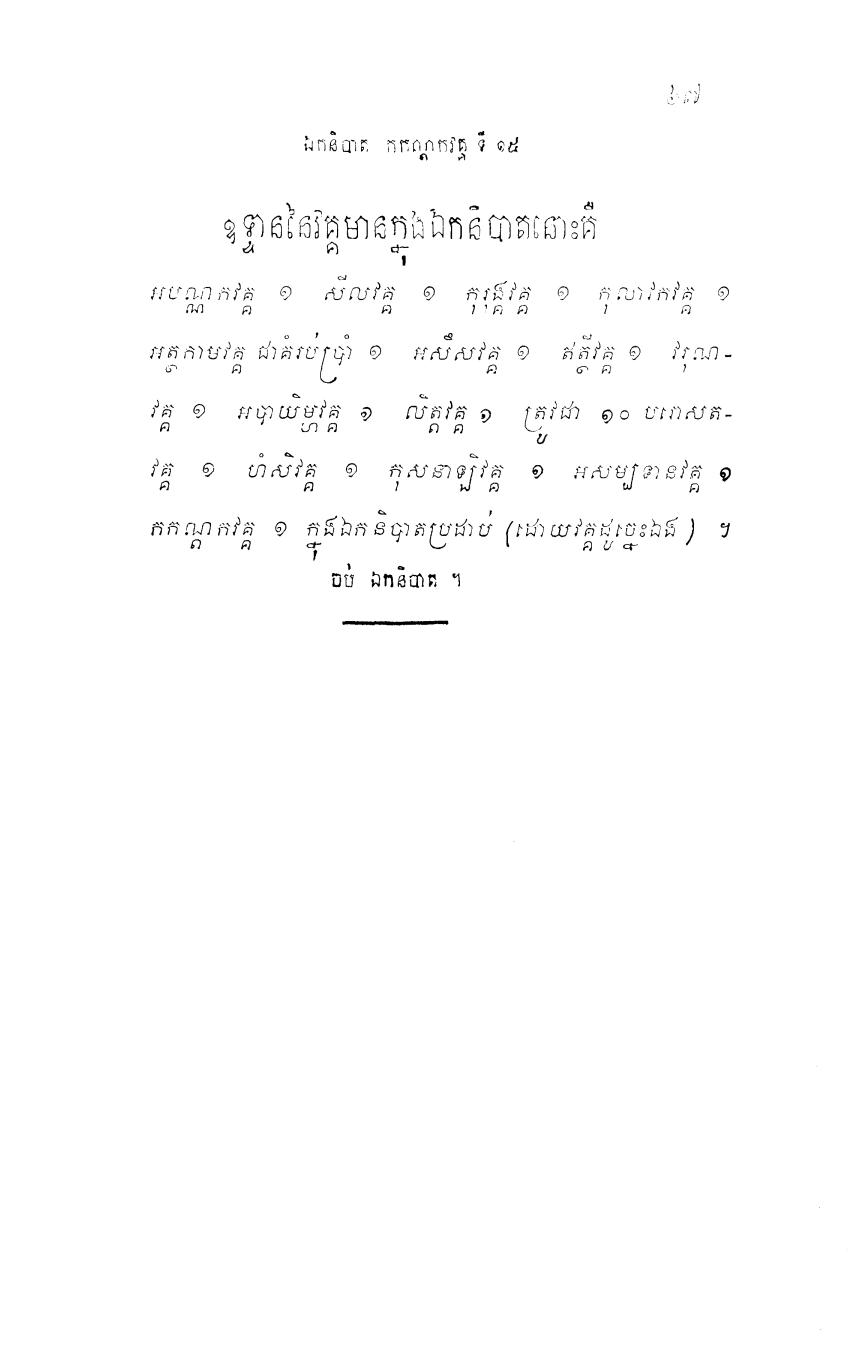 ៦៧
ឯកនិបាត កកណ្ដកវគ្គ ទី ១៥
ឧទ្ទាននៃវគ្គមានក្នុងឯកនិបាតនោះគឺ
អបណ្ណកវគ្គ ១ សីលវគ្គ ១ កុរុង្គវគ្គ ១ កុលាវកវគ្គ ១
អត្ថកាមវគ្គ ជាគំរប់ប្រាំ ១ អសឹសវគ្គ ១ ឥត្ថីវគ្គ ១ វរុណ-
វគ្គ ១ អបាយិម្ហវគ្គ ១ លិត្តវគ្គ ១ ត្រូវជា ១០ បរោសត-
វគ្គ ១ ហំសិវគ្គ ១ កុសនាឡិវគ្គ ១ អសម្បទានវគ្គ ១
កកណ្ដកវគ្គ ១ ក្នុងឯកនិបាតប្រដាប់ (ដោយវគ្គដូច្នេះឯង) ។
ចប់ ឯកនិបាត ។